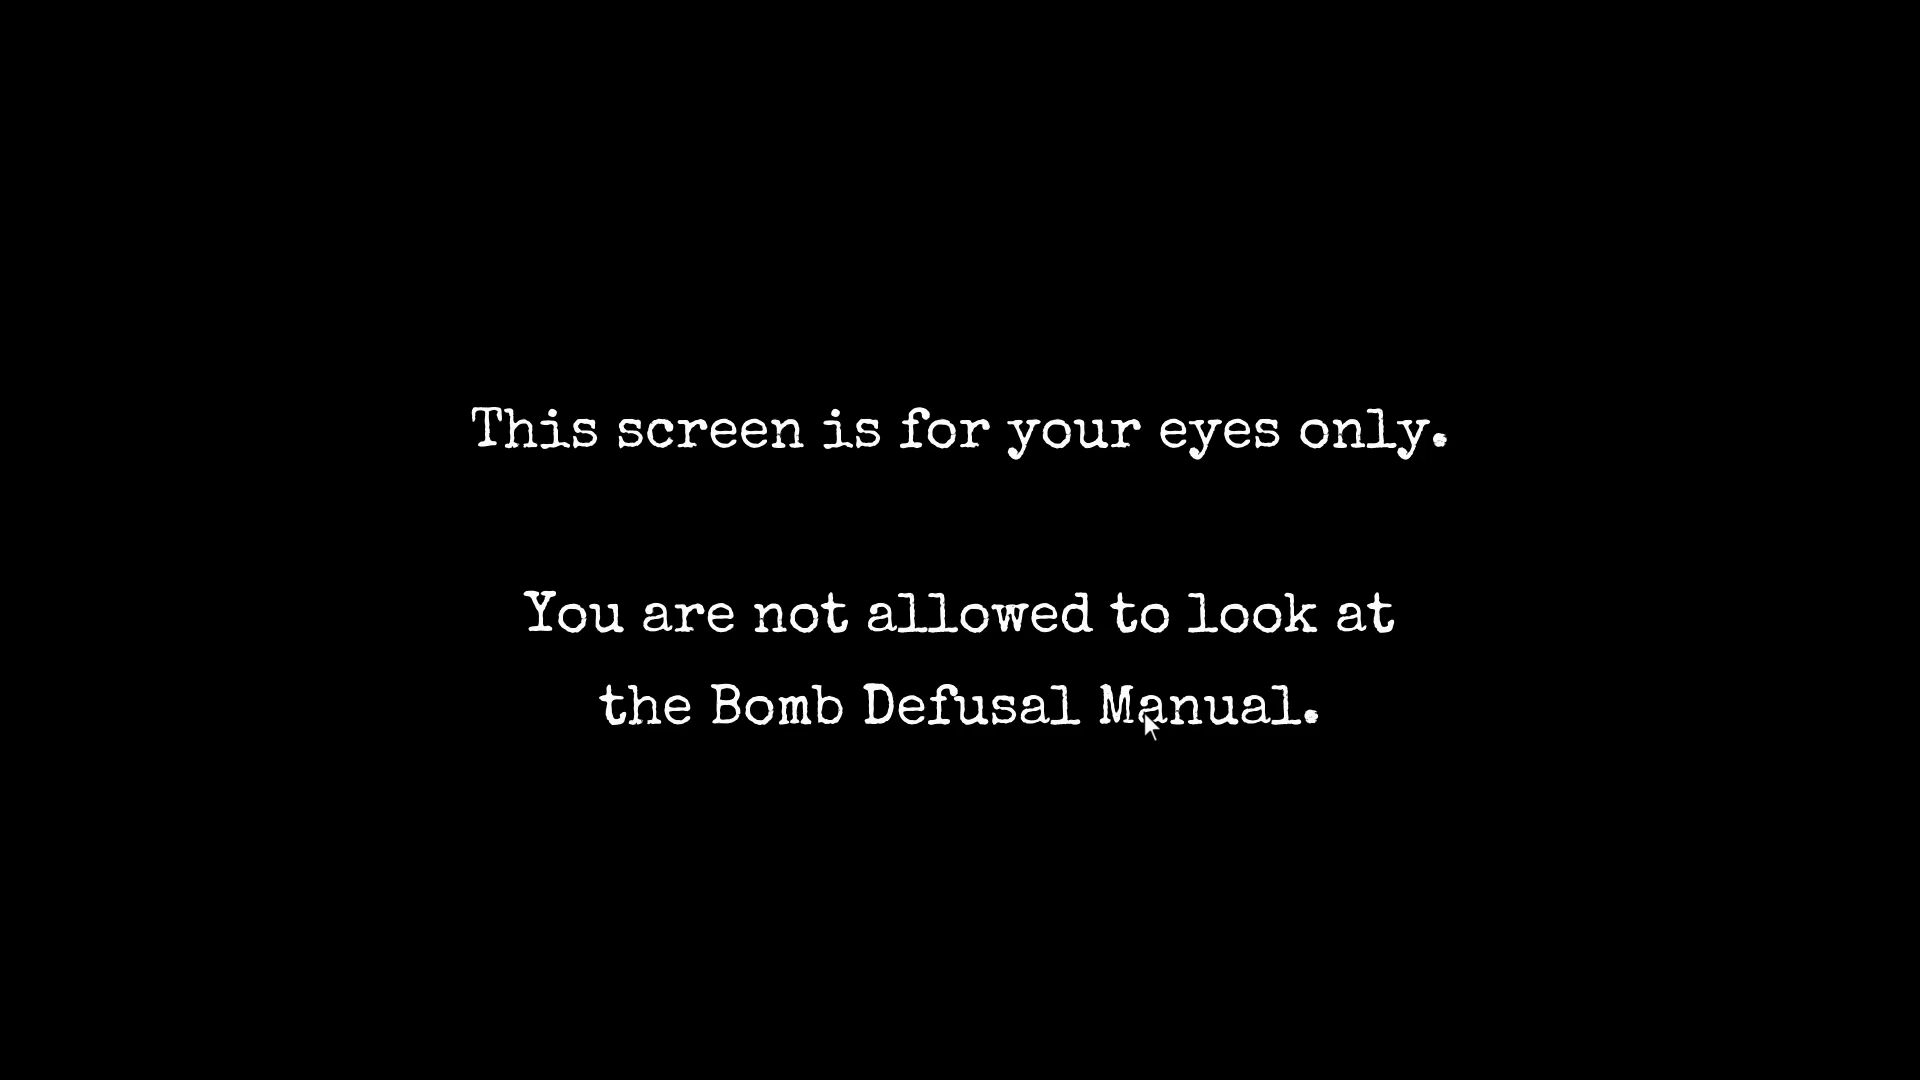 This screen is for your eyes only.
You are not allowed to look at
the Bomb Defusal Manual.